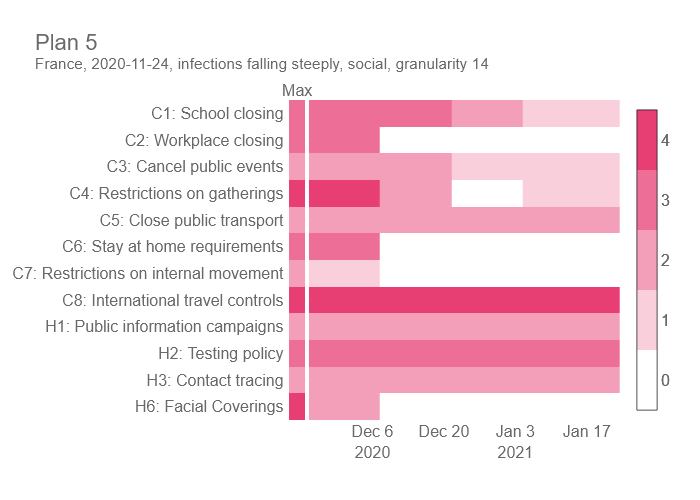 Plan 5
France, 2020-11-24, infections falling steeply, social, granularity 14
Max
C1: School closing
C2: Workplace closing
C3: Cancel public events
C4: Restrictions on gatherings
C5: Close public transport
C6: Stay at home requirements
C7: Restrictions on internal movement
C8: International travel controls
H1: Public information campaigns
H2: Testing policy
H3: Contact tracing
H6: Facial Coverings
Dec 6 Dec 20 Jan 3 Jan 17
2020 2021
4
3
2
1
0